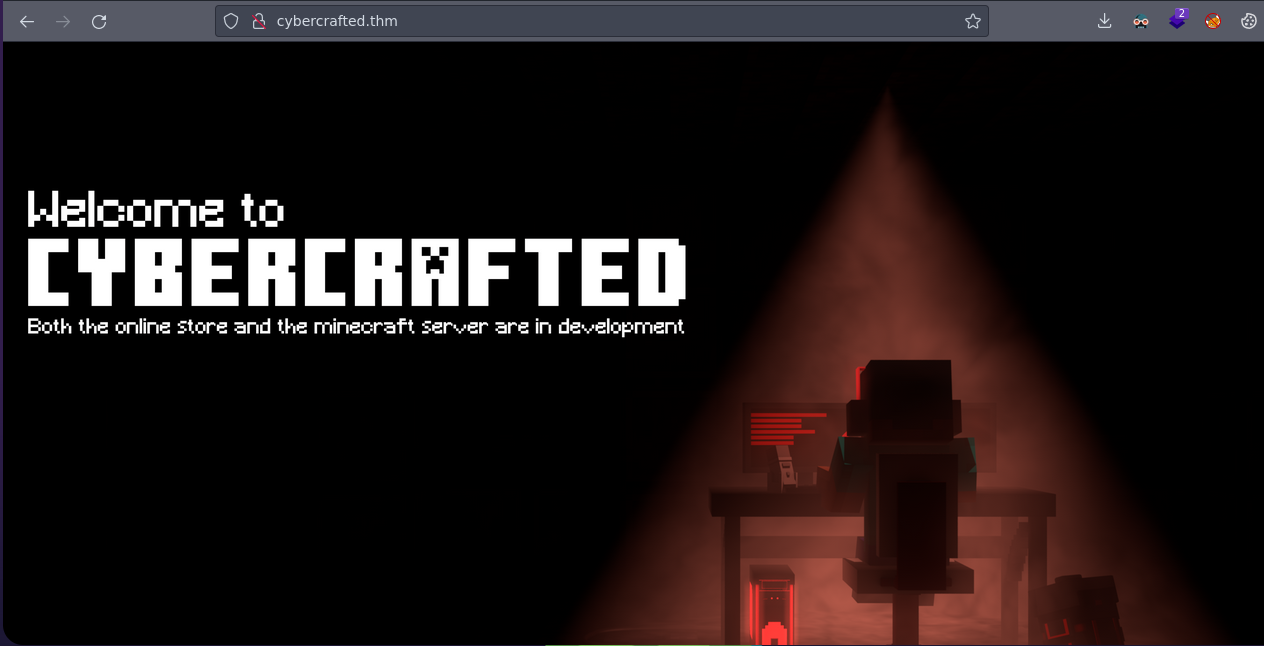 cybercrafted.thm
2
Welcome to
CYBERCRAFTED
Both the online store and the minecraft server are in development